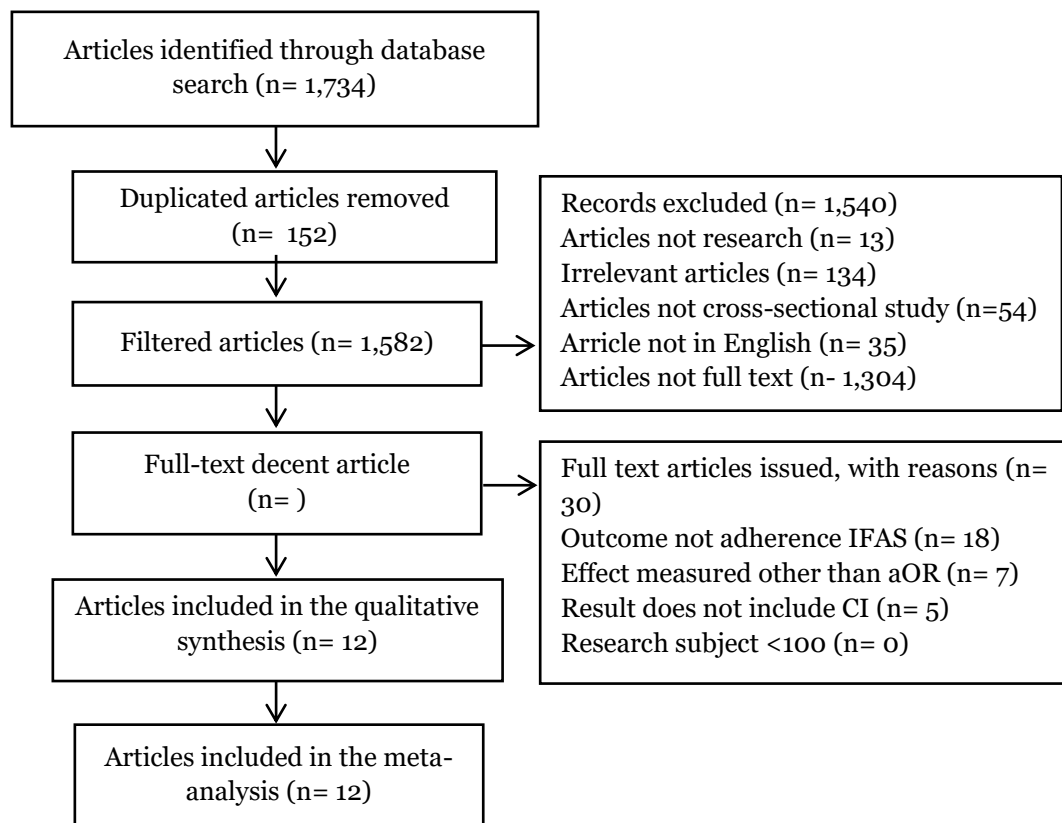 Articles identified through database
search (n= 1,734)
Duplicated articles removed
(n= 152)
Records excluded (n= 1,540)
Articles not research (n= 13)
Irrelevant articles (n= 134)
Articles not cross-sectional study (n=54)
Arricle not in English (n= 35)
Articles not full text (n- 1,304)
Filtered articles (n= 1,582)
Full-text decent article
(n= )
Full text articles issued, with reasons (n=
30)
Outcome not adherence IFAS (n= 18)
Effect measured other than aOR (n= 7)
Result does not include CI (n= 5)
Research subject <100 (n= 0)
Articles included in the qualitative
synthesis (n= 12)
Articles included in the meta-
analysis (n= 12)